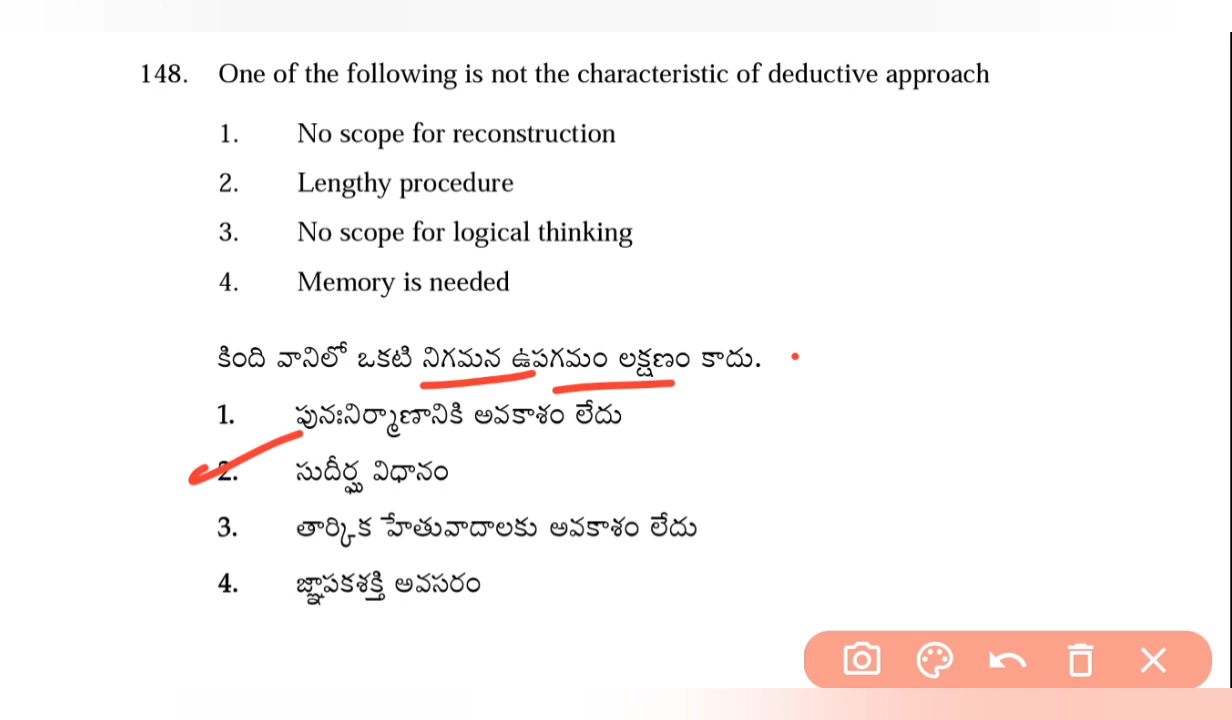 148. One of the following is not the characteristic of deductive approach
1. No scope for reconstruction
2. Lengthy procedure
3. No scope for logical thinking
4. Memory is needed
కింది వానిలో ఒకటి నిగమన ఉపగమం లక్షణం కాదు.
1. పునఃనిర్మాణానికి అవకాశం లేదు
2. సుదీర్ఘ విధానం
3. తార్కిక హేతువాదాలకు అవకాశం లేదు
4. జ్ఞాపకశక్తి అవసరం